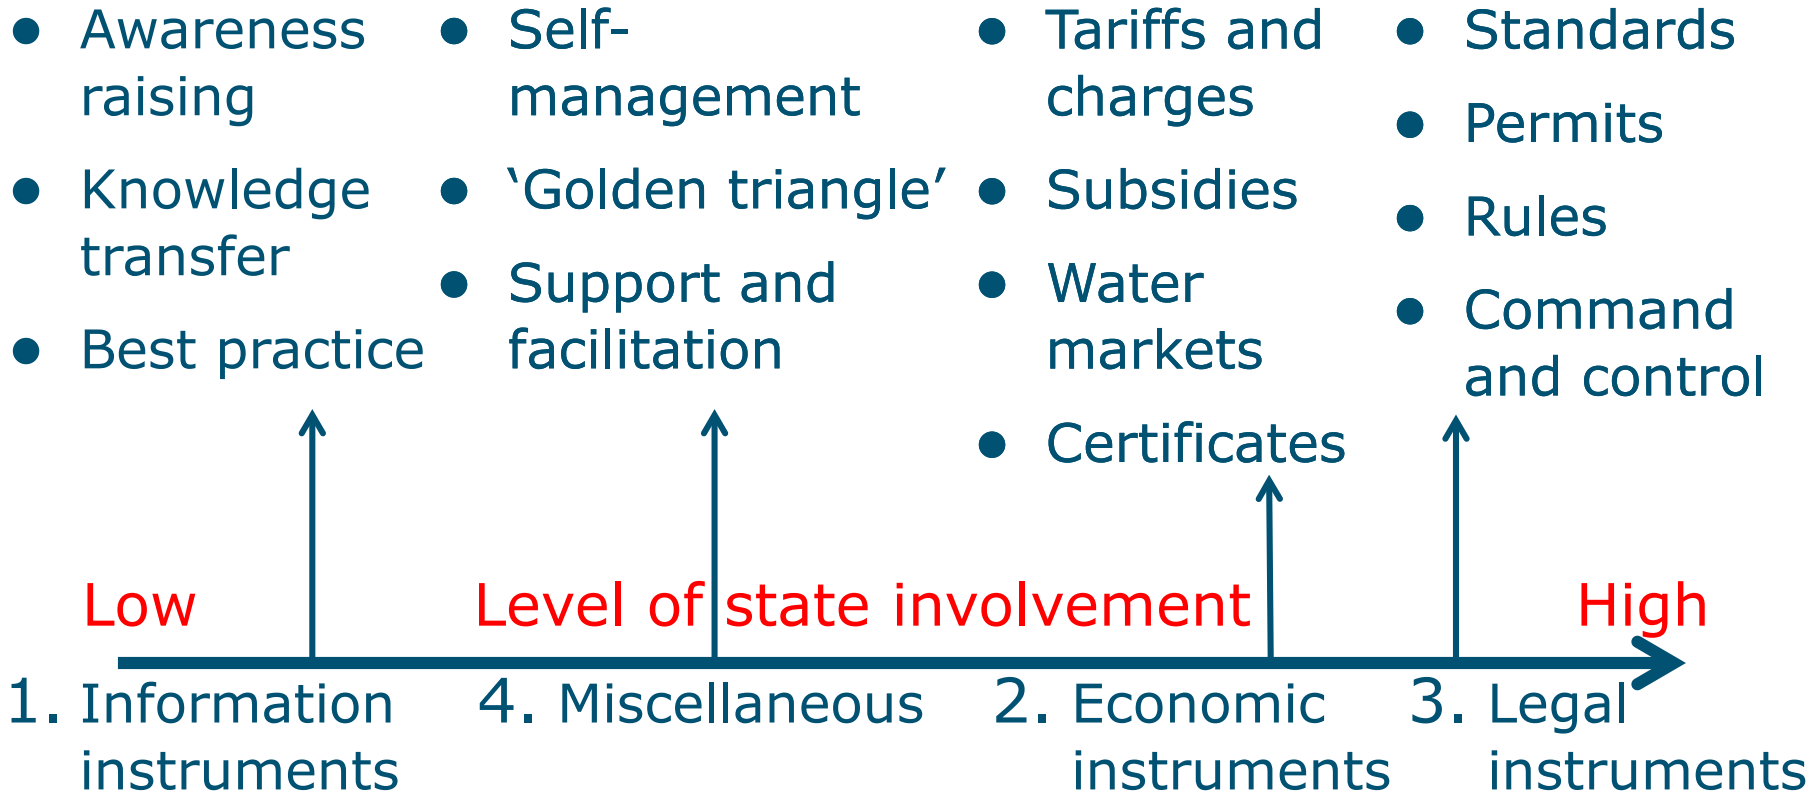 ● Awareness
raising
● Knowledge
transfer
● Best practice
● Self-
management
● ‘Golden triangle’
● Support and
facilitation
● Tariffs and
charges
● Subsidies
● Water
markets
● Certificates
● Standards
● Permits
● Rules
● Command
and control
Low
Level of state involvement
High
1. Information
instruments
4. Miscellaneous
2. Economic
instruments
3. Legal
instruments